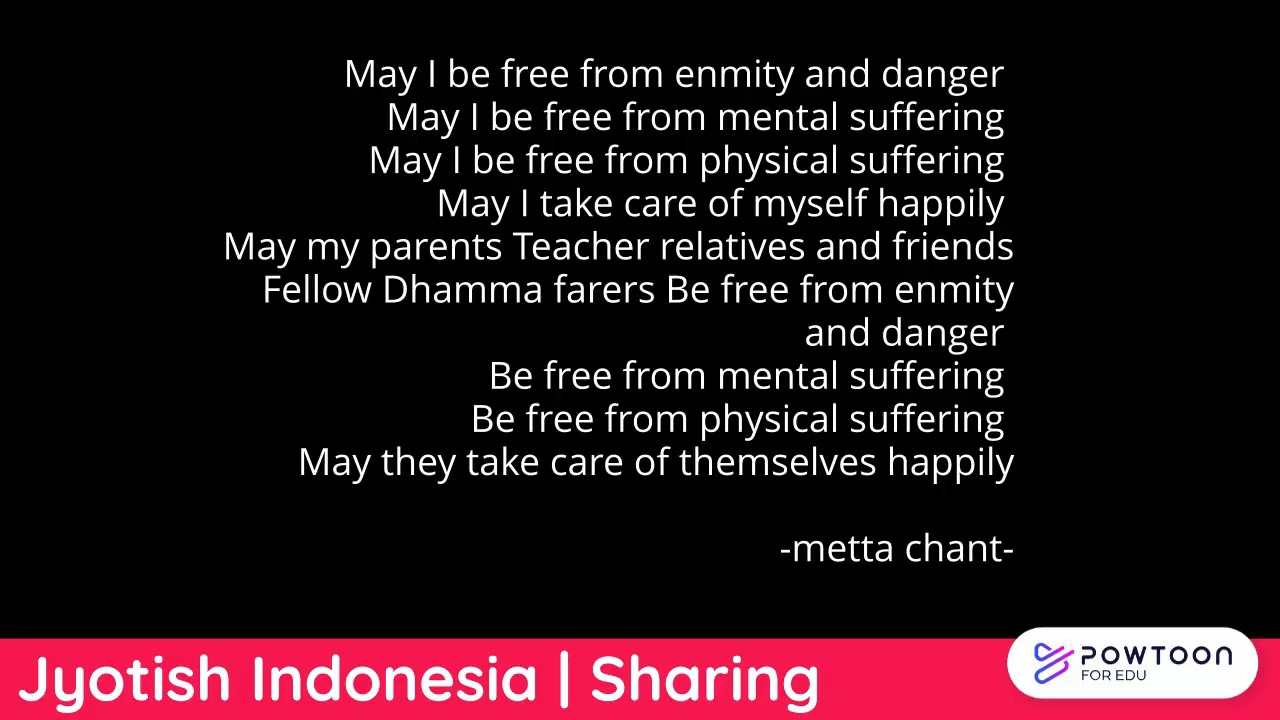 May I be free from enmity and danger
May I be free from mental suffering
May I be free from physical suffering
May I take care of myself happily
May my parents Teacher relatives and friends
Fellow Dhamma farers Be free from enmity
and danger
Be free from mental suffering
Be free from physical suffering
May they take care of themselves happily
-metta chant-
Jyotish Indonesia | Sharing
POWTOON
FOR EDU